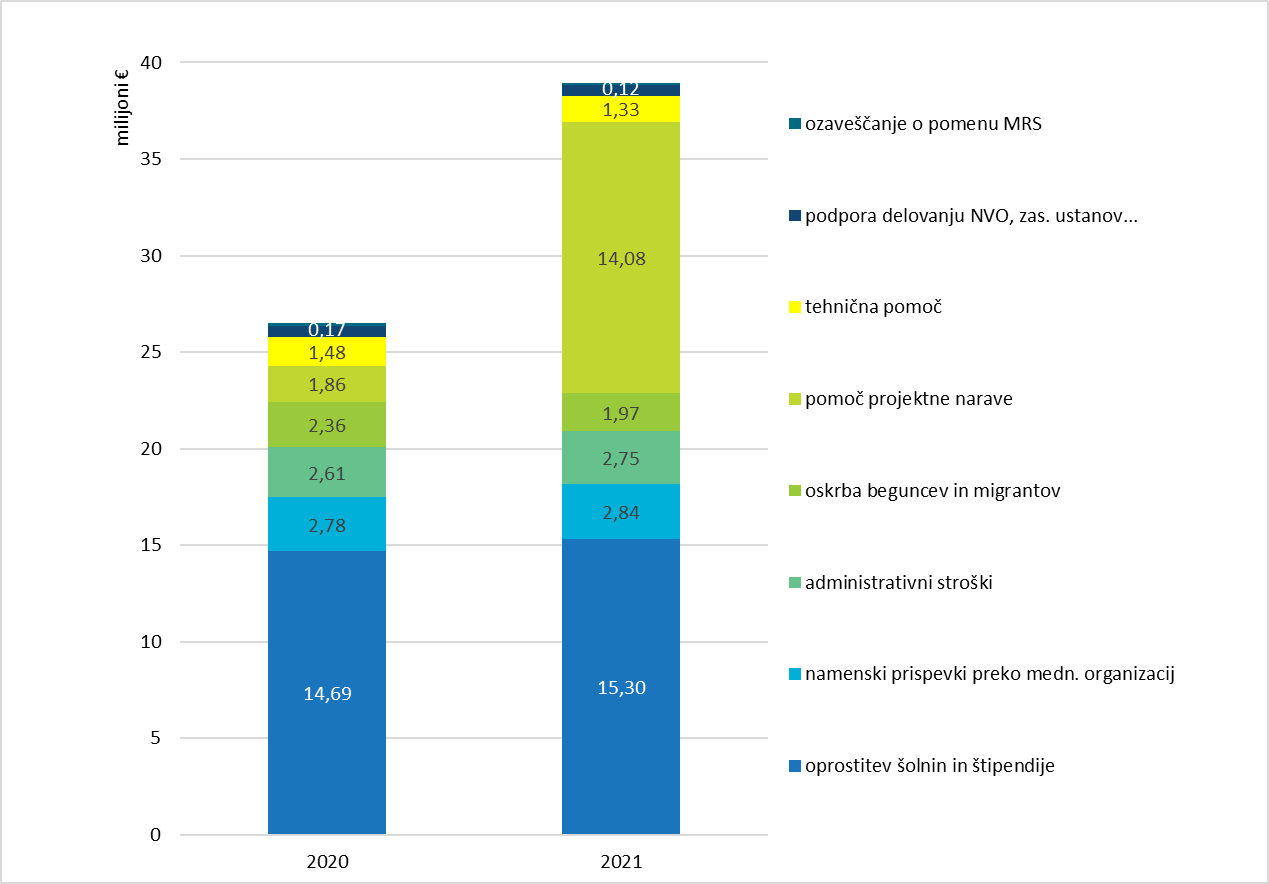 milijoni €
40
35
30
25
20
15
10
5
0
0,17
1,48
1,86
2,36
2,61
2,78
14,69
0,12
1,33
14,08
1,97
2,75
2,84
15,30
2020
2021
ozaveščanje o pomenu MRS
podpora delovanju NVO, zas. ustanov...
tehnična pomoč
pomoč projektne narave
oskrba beguncev in migrantov
administrativni stroški
namenski prispevki preko medn. organizacij
oprostitev šolnin in štipendije